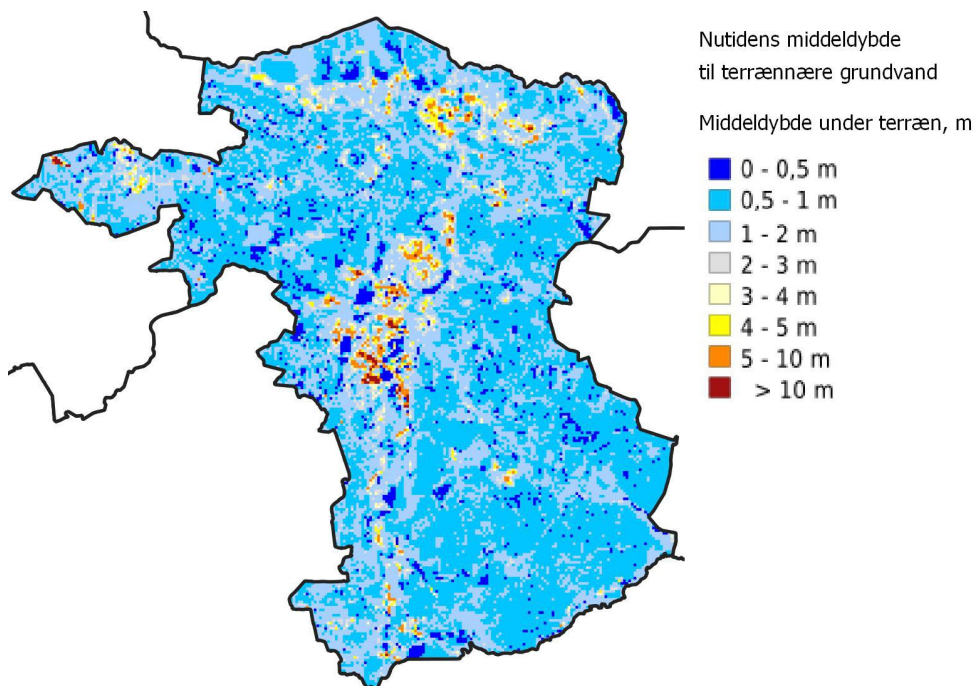 Nutidens middeldybde
til terrænnære grundvand
Middeldybde under terræn, m
0 - 0,5 m
0,5 - 1 m
1 - 2 m
2 - 3 m
3 - 4 m
4 - 5 m
5 - 10 m
> 10 m